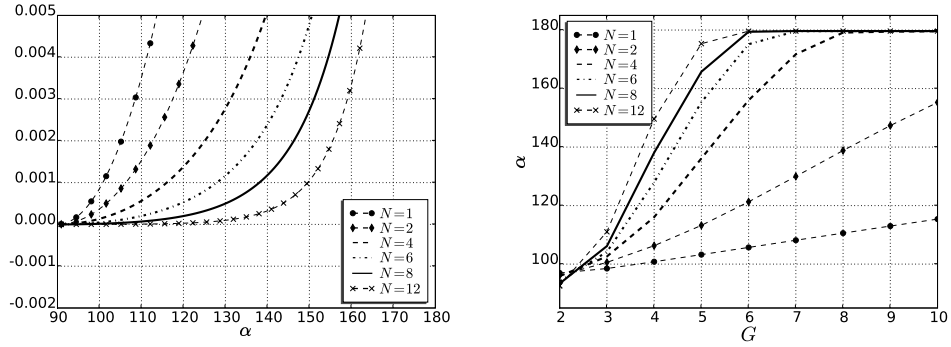 0.005
0.004
0.003
0.002
0.001
0.000
-0.001
-0.002
90 100 110 120 130 140 150 160 170 180
α
N=1
N=2
N=4
N=6
N=8
N=12
180
160
140
120
100
α
2 3 4 5 6 7 8 9 10
G
N=1
N=2
N=4
N=6
N=8
N=12